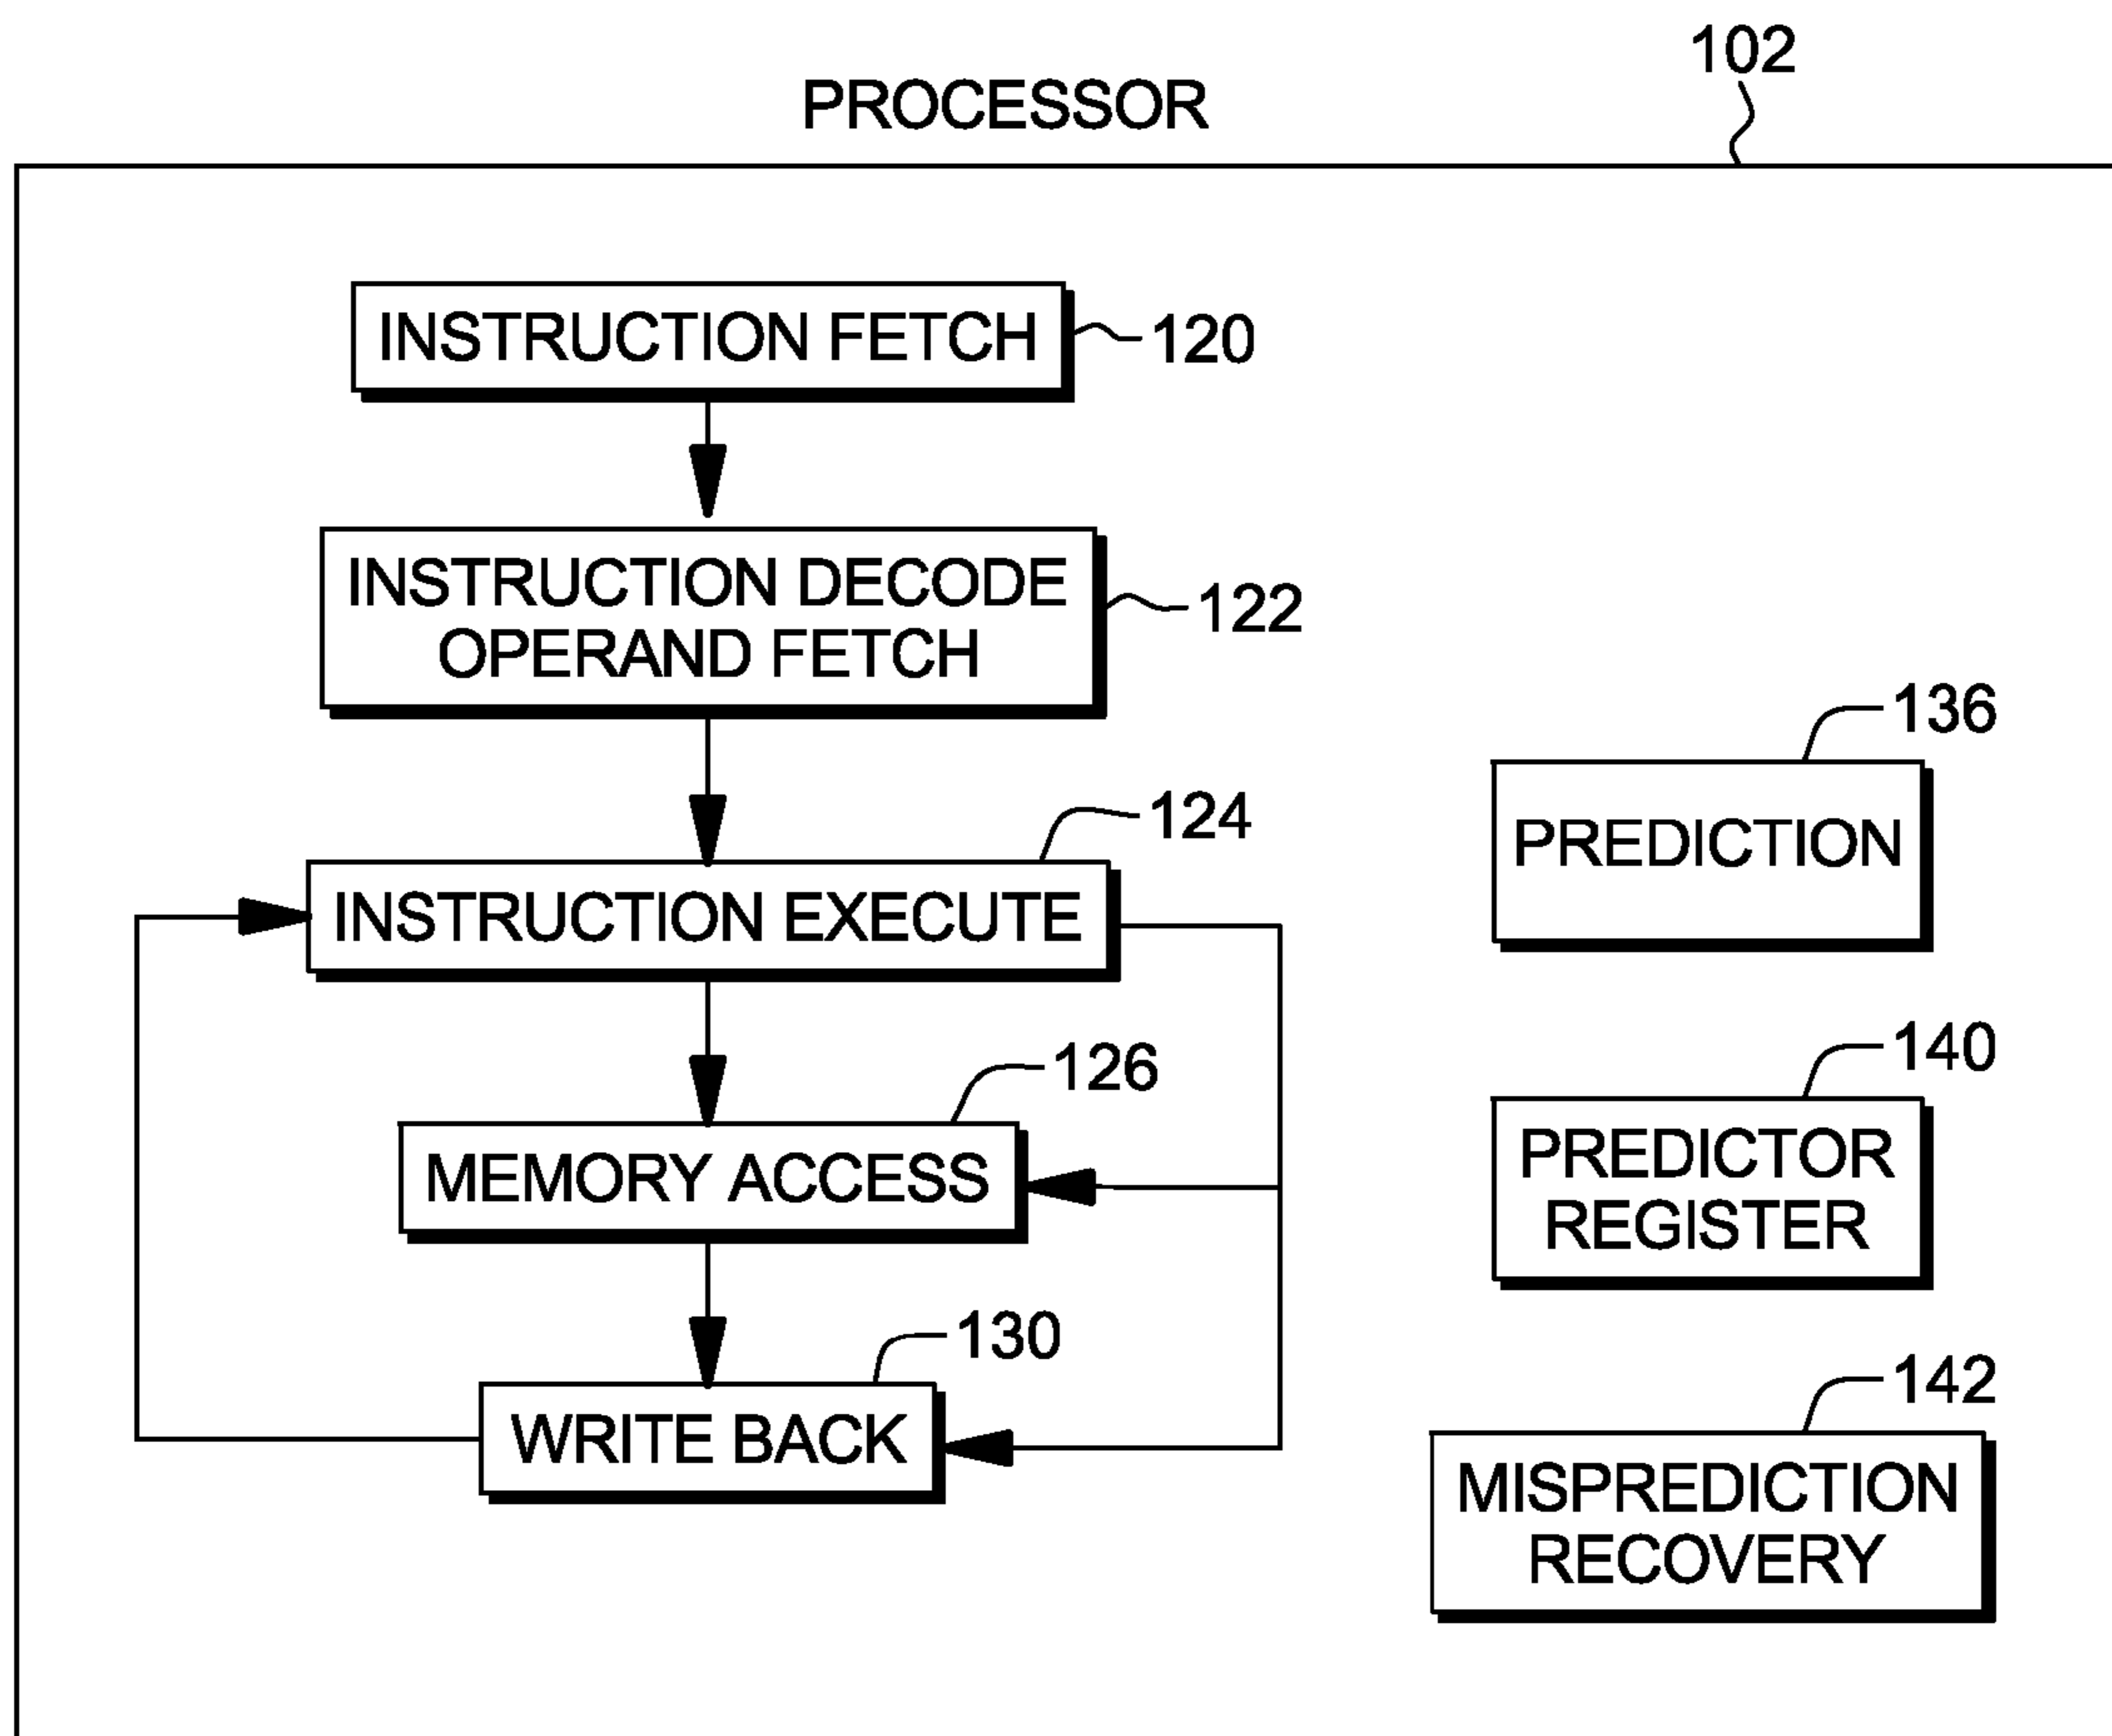 102
PROCESSOR
INSTRUCTION FETCH
120
INSTRUCTION DECODE
OPERAND FETCH
122
136
PREDICTION
124
INSTRUCTION EXECUTE
140
PREDICTOR
REGISTER
126
MEMORY ACCESS
130
WRITE BACK
142
MISPREDICTION
RECOVERY